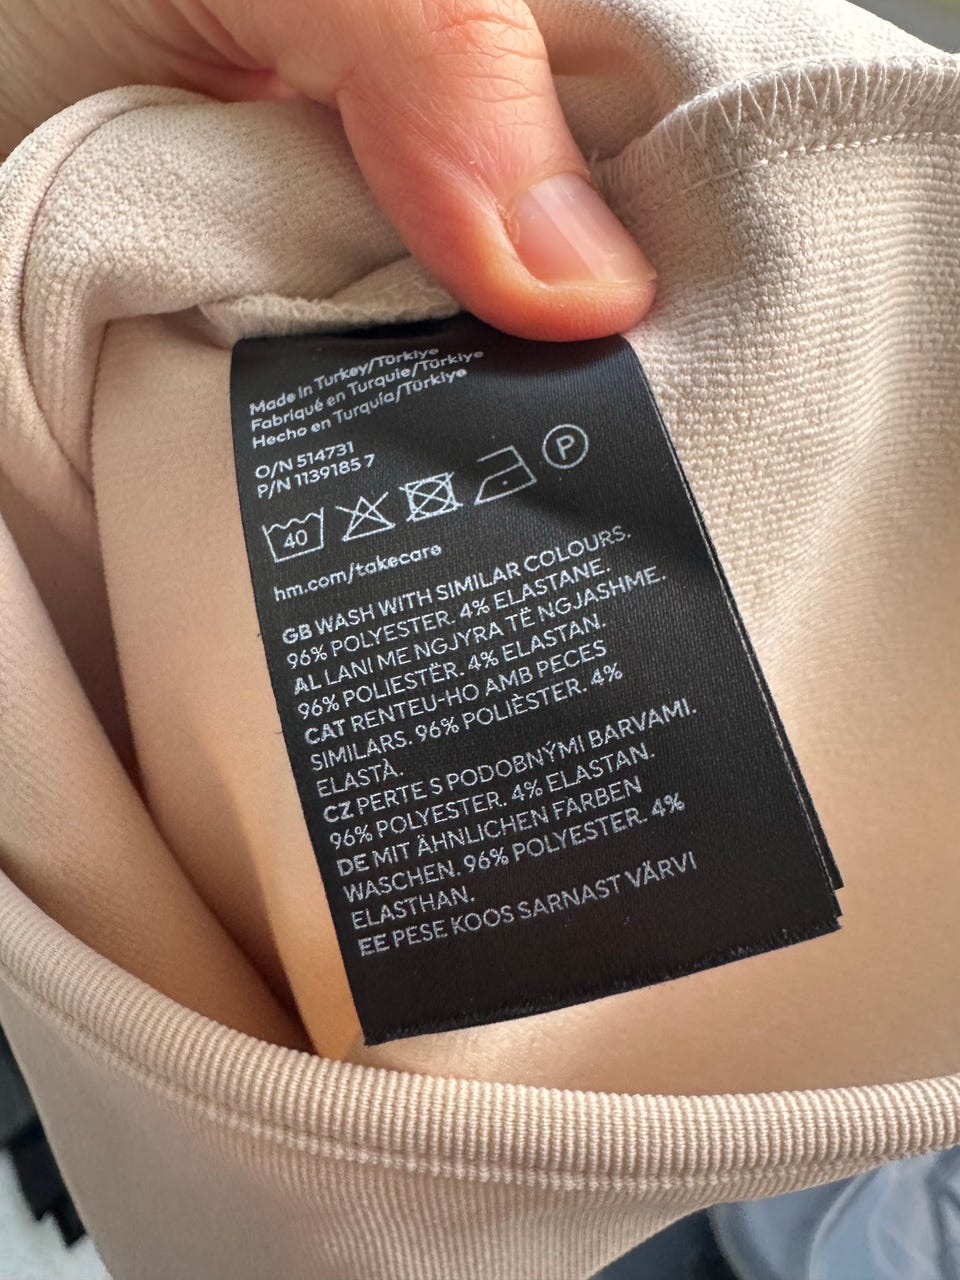 Made in Turkey/Türkiye
Fabriqué en Turquie/Türkiye
Hecho en Turquía/Türkiye
O/N 514731
P/N 1139185 7
40 P
hm.com/takecare
GB WASH WITH SIMILAR COLOURS.
96% POLYESTER. 4% ELASTANE.
AL LANI ME NGJYRA TË NGJASHME.
96% POLIESTËR. 4% ELASTAN.
CAT RENTEU-HO AMB PECES
SIMILARS. 96% POLIÈSTER. 4%
ELASTÀ.
CZ PERTE S PODOBNÝMI BARVAMI.
96% POLYESTER. 4% ELASTAN.
DE MIT ÄHNLICHEN FARBEN
WASCHEN. 96% POLYESTER. 4%
ELASTHAN.
EE PESE KOOS SARNAST VÄRVI